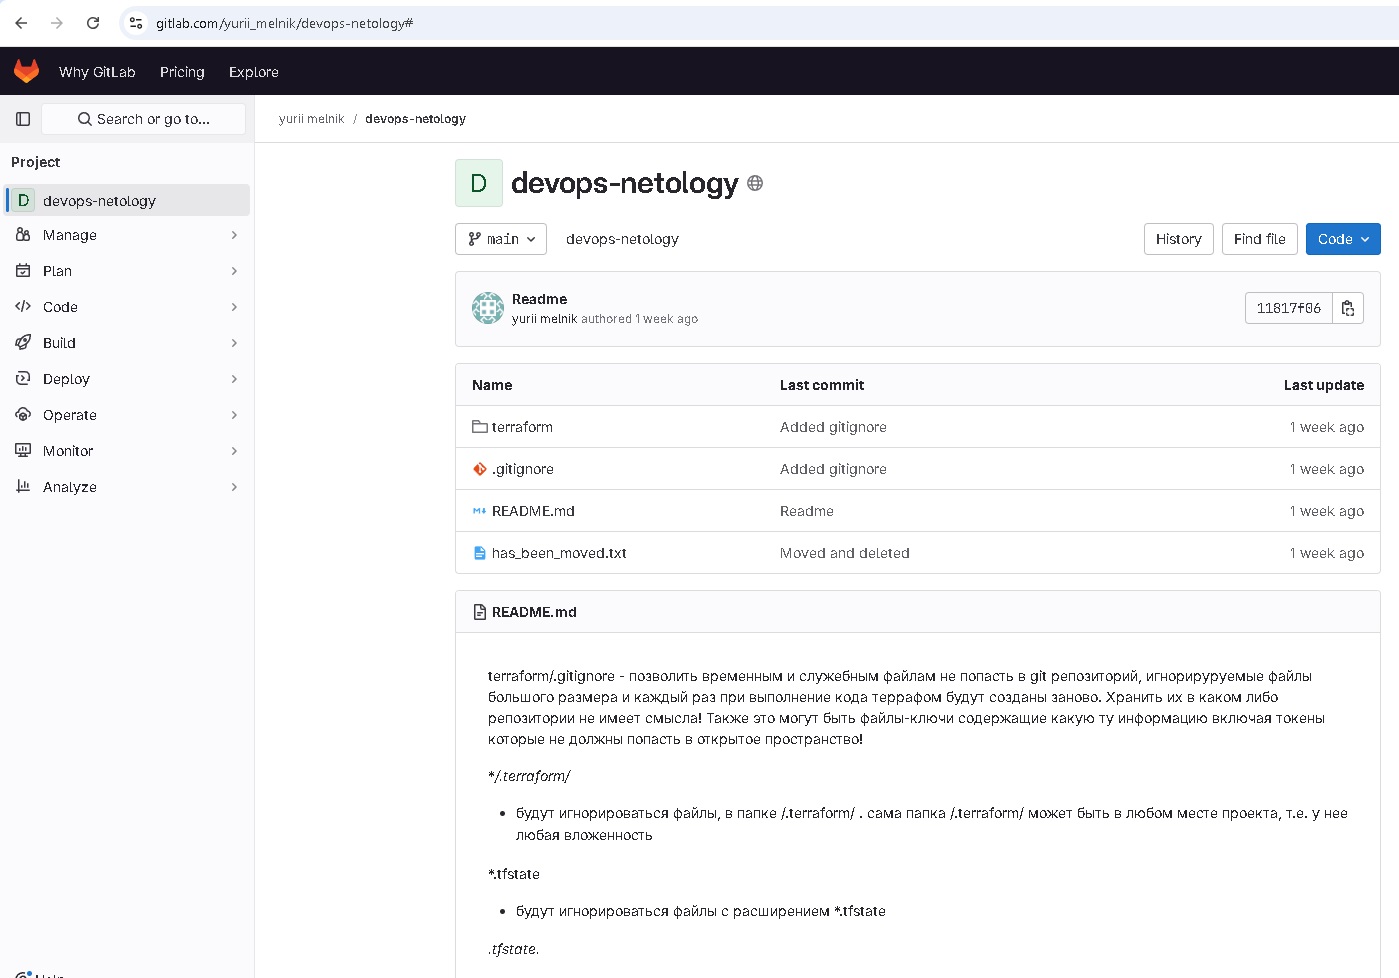 gitlab.com/yurii_melnik/devops-netology#
Why GitLab Pricing Explore
Search or go to...
yurii melnik / devops-netology
Project
D devops-netology
Manage
Plan
Code
Build
Deploy
Operate
Monitor
Analyze
Help
D devops-netology
main devops-netology History Find file Code
Readme
yurii melnik authored 1 week ago
11817f06
Name Last commit Last update
terraform Added gitignore 1 week ago
.gitignore Added gitignore 1 week ago
README.md Readme 1 week ago
has_been_moved.txt Moved and deleted 1 week ago
README.md
terraform/.gitignore - позволить временным и служебным файлам не попасть в git репозиторий, игнорируруемые файлы
большого размера и каждый раз при выполнение кода террафом будут созданы заново. Хранить их в каком либо
репозитории не имеет смысла! Также это могут быть файлы-ключи содержащие какую ту информацию включая токены
которые не должны попасть в открытое пространство!
*/.terraform/
• будут игнорироваться файлы, в папке /.terraform/ . сама папка /.terraform/ может быть в любом месте проекта, т.е. у нее
любая вложенность
*.tfstate
• будут игнорироваться файлы с расширением *.tfstate
.tfstate.